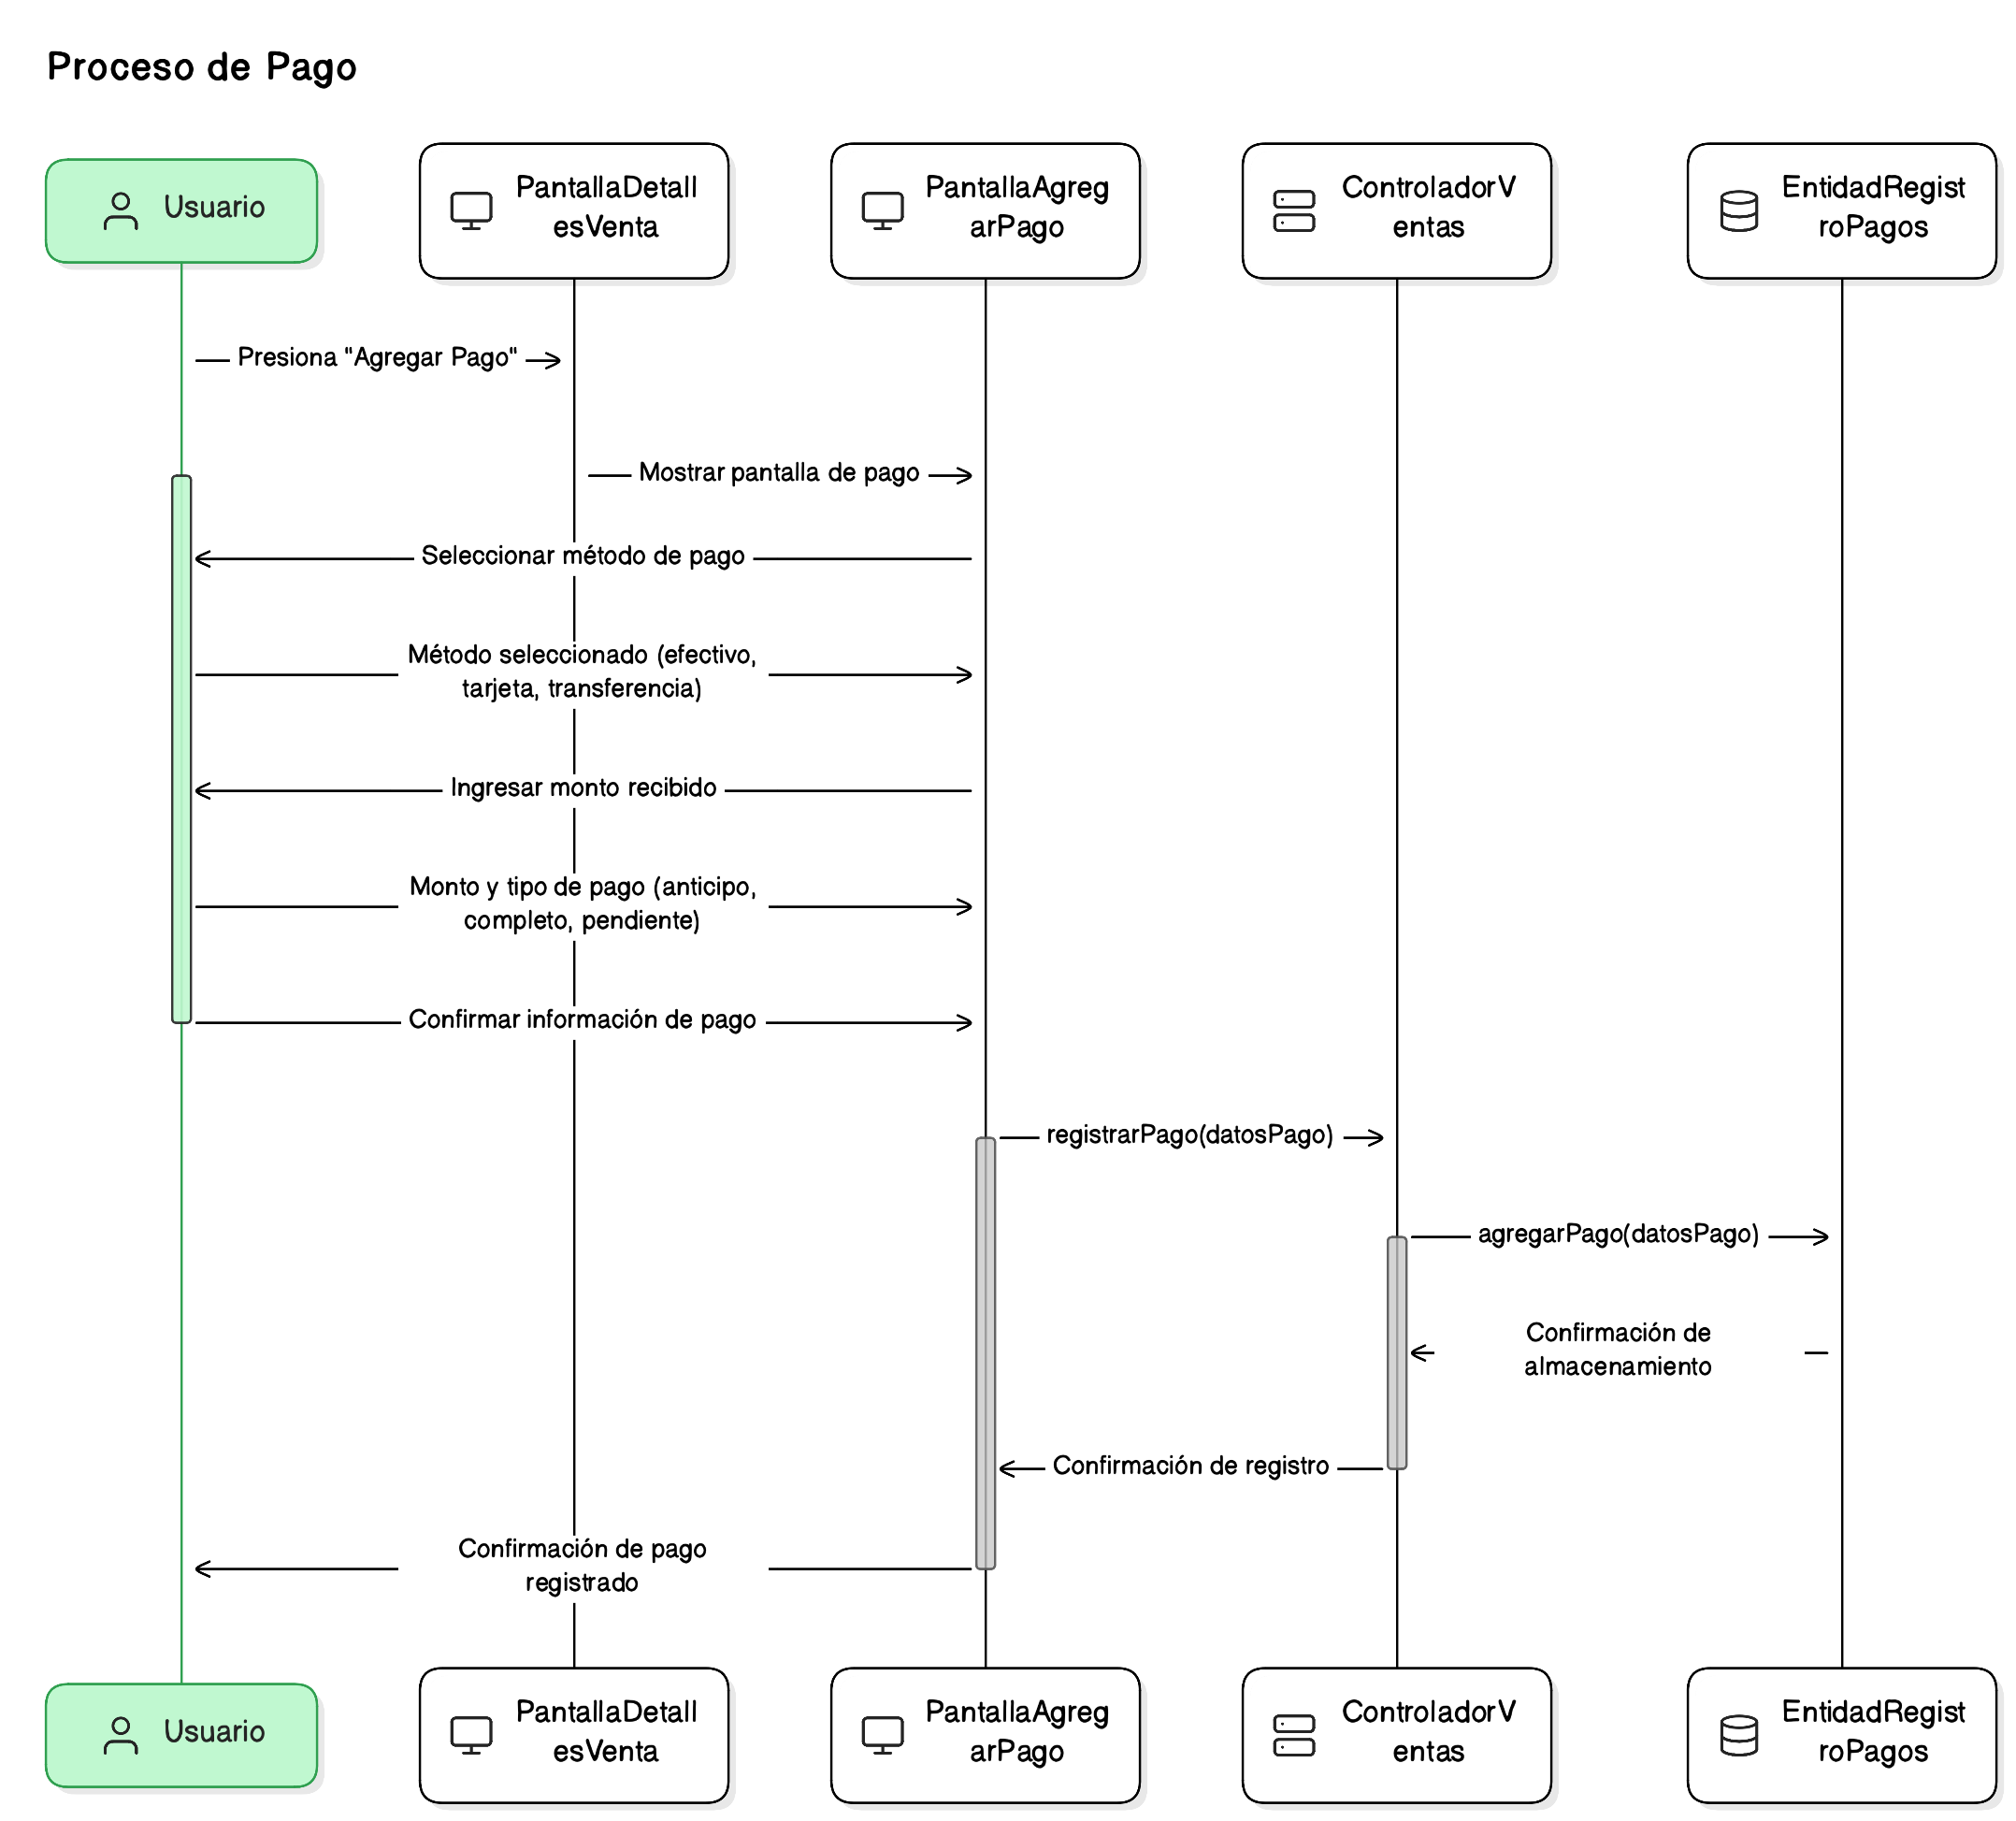 Proceso de Pago
Usuario
PantallaDetall
esVenta
PantallaAgreg
arPago
ControladorV
entas
EntidadRegist
roPagos
Presiona "Agregar Pago"
Mostrar pantalla de pago
Seleccionar método de pago
Método seleccionado (efectivo,
tarjeta, transferencia)
Ingresar monto recibido
Monto y tipo de pago (anticipo,
completo, pendiente)
Confirmar información de pago
registrarPago(datosPago)
agregarPago(datosPago)
Confirmación de
almacenamiento
Confirmación de registro
Confirmación de pago
registrado
Usuario
PantallaDetall
esVenta
PantallaAgreg
arPago
ControladorV
entas
EntidadRegist
roPagos